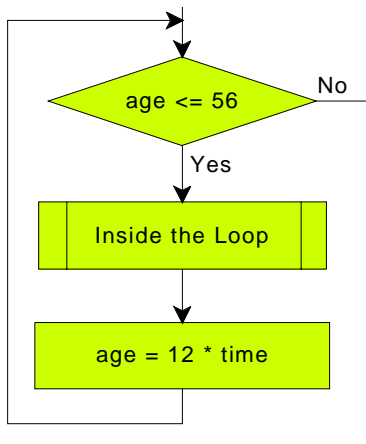 age <= 56
No
Yes
Inside the Loop
age = 12 * time